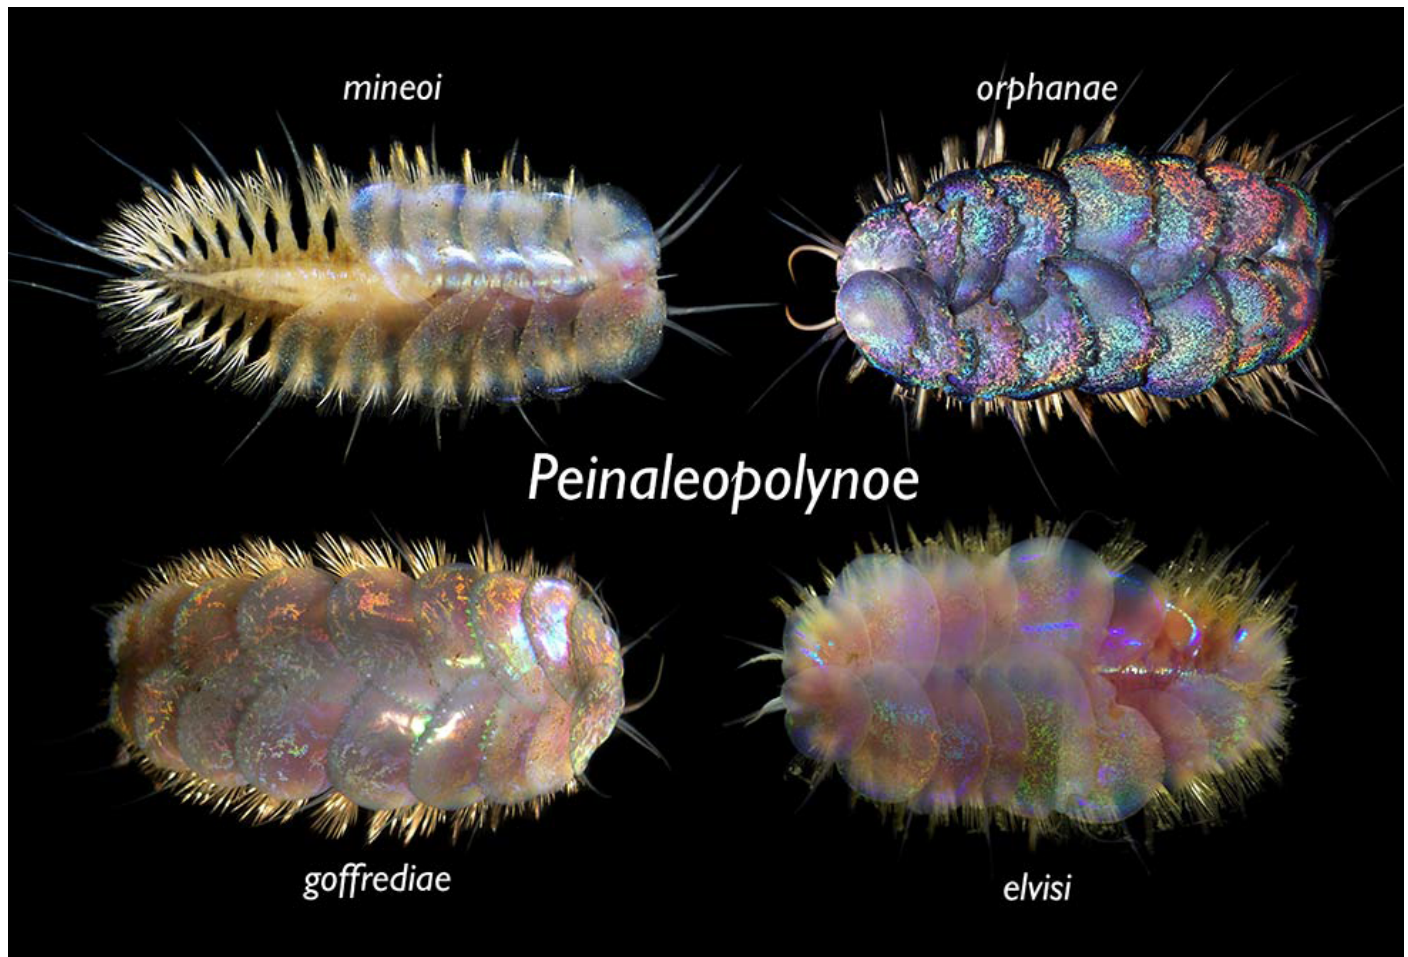 mineoi
orphanae
Peinaleopolynoe
goffrediae
elvisi